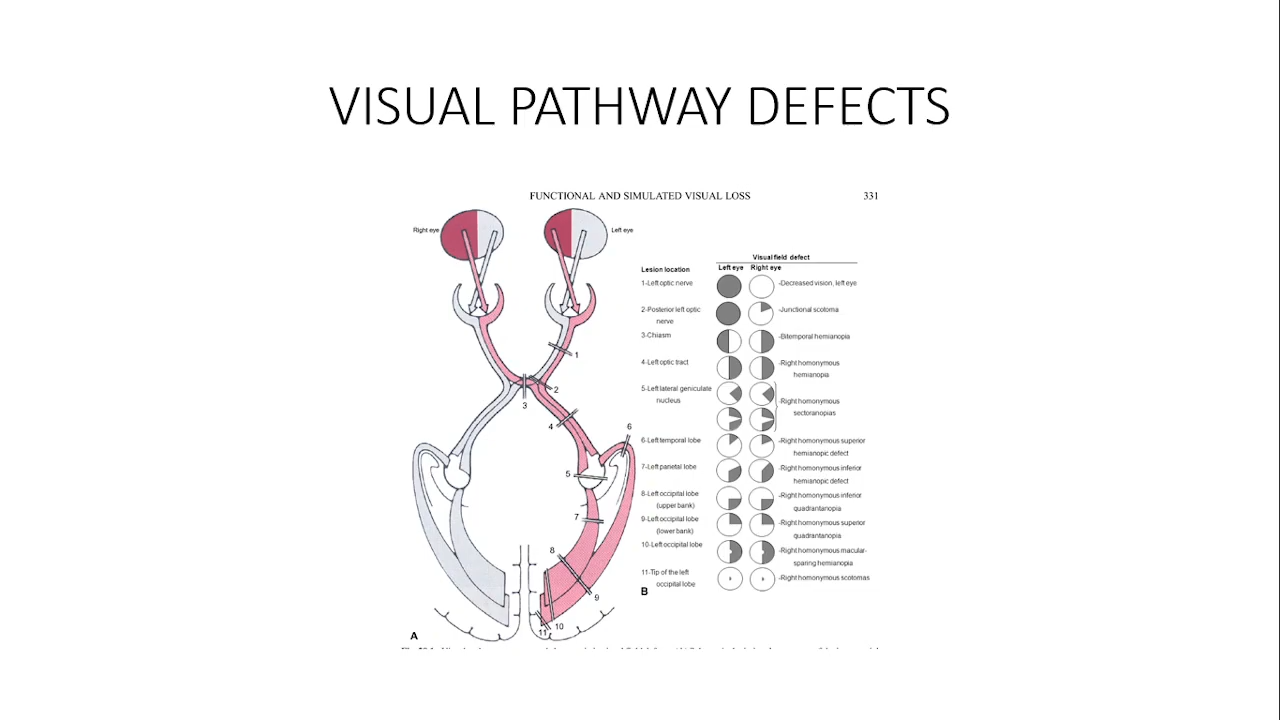 VISUAL PATHWAY DEFECTS
FUNCTIONAL AND SIMULATED VISUAL LOSS 331
Right eye
Left eye
1
2
3
4
5
6
7
8
9
10
11
A
Visual field defect
Lesion location Left eye Right eye
1-Left optic nerve -Decreased vision, left eye
2-Posterior left optic -Junctional scotoma
nerve
3-Chiasm -Bitemporal hemianopia
4-Left optic tract -Right homonymous
hemianopia
5-Left lateral geniculate
nucleus -Right homonymous
sectoranopias
6-Left temporal lobe -Right homonymous superior
hemianopic defect
7-Left parietal lobe -Right homonymous inferior
hemianopic defect
8-Left occipital lobe -Right homonymous inferior
(upper bank) quadrantanopia
9-Left occipital lobe -Right homonymous superior
(lower bank) quadrantanopia
10-Left occipital lobe -Right homonymous macular-
sparing hemianopia
11-Tip of the left -Right homonymous scotomas
occipital lobe
B